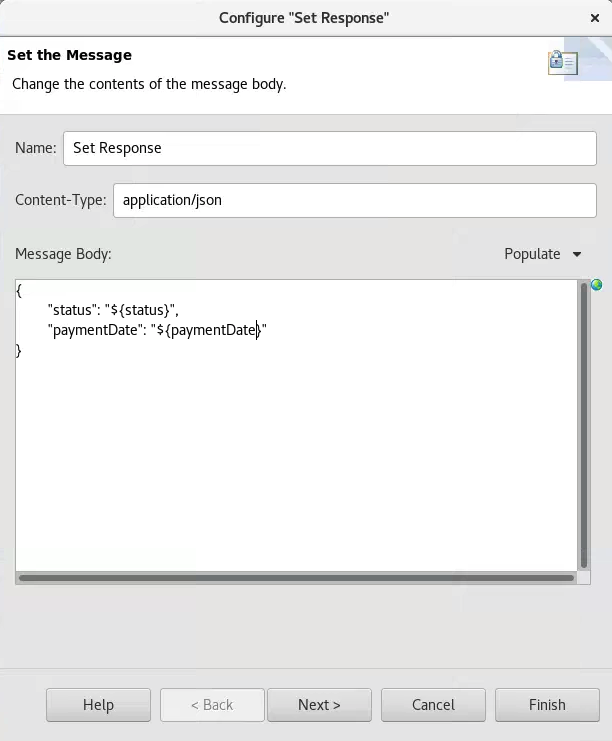 Configure "Set Response"
Set the Message
Change the contents of the message body.
Name: Set Response
Content-Type: application/json
Message Body: Populate
{
"status": "${status}",
"paymentDate": "${paymentDate}"
}
Help < Back Next > Cancel Finish